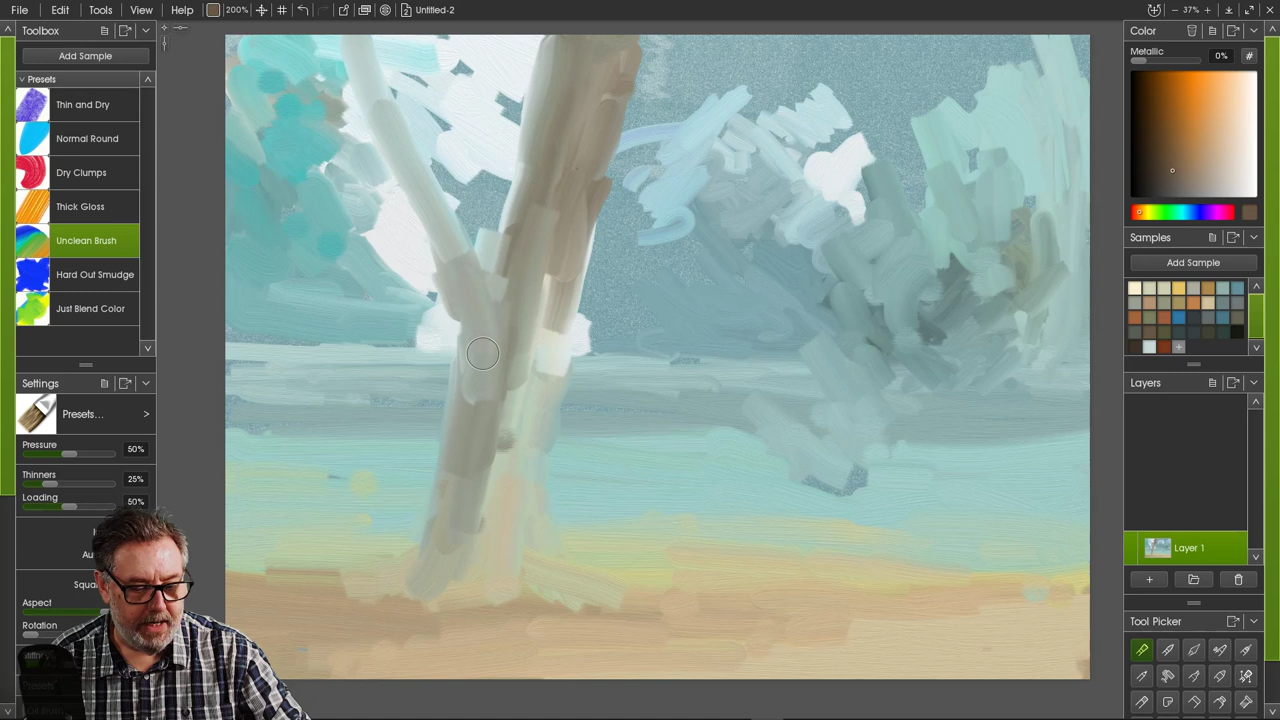 File Edit Tools View Help 200% Untitled-2 37%
Toolbox
Add Sample
Presets
Thin and Dry
Normal Round
Dry Clumps
Thick Gloss
Unclean Brush
Hard Out Smudge
Just Blend Color
Settings
Presets...
>
Pressure
50%
Thinners
25%
Loading
50%
Aspect
Rotation
Color
Metallic
0%
#
Samples
Add Sample
Layers
Layer 1
Tool Picker